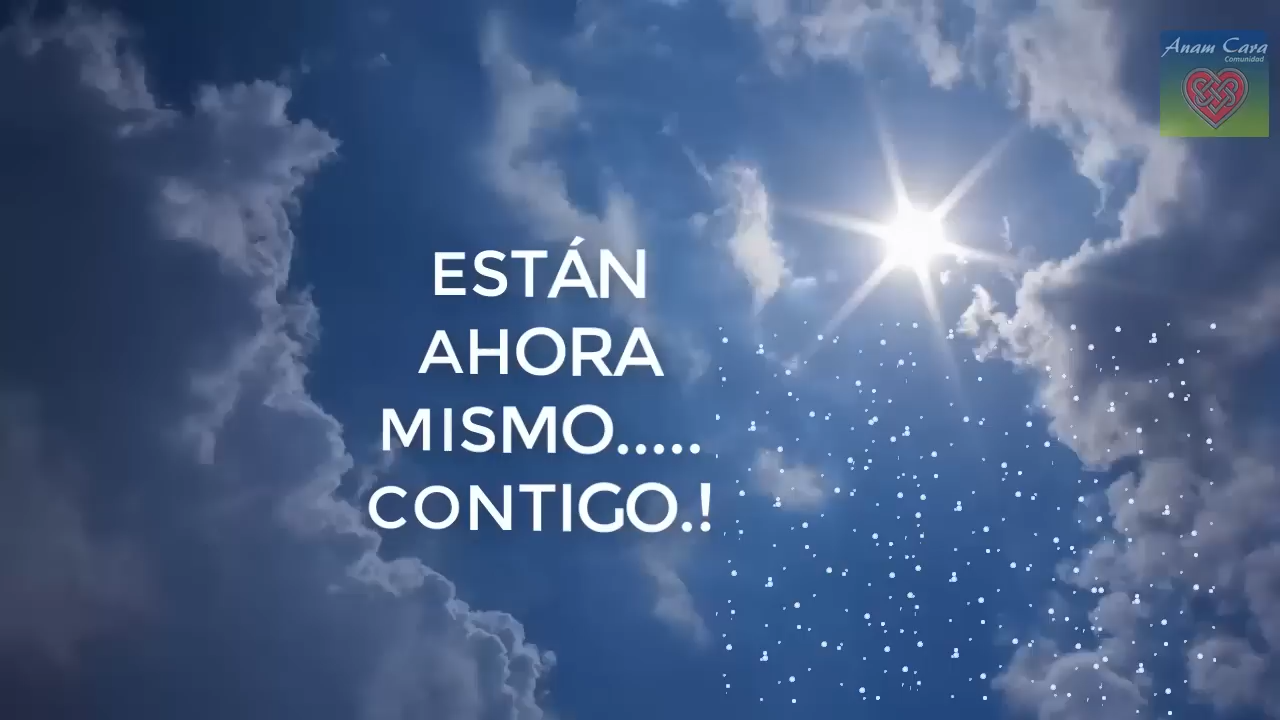 Anam Cara
Comunidad
ESTÁN
AHORA
MISMO.....
CONTIGO.!